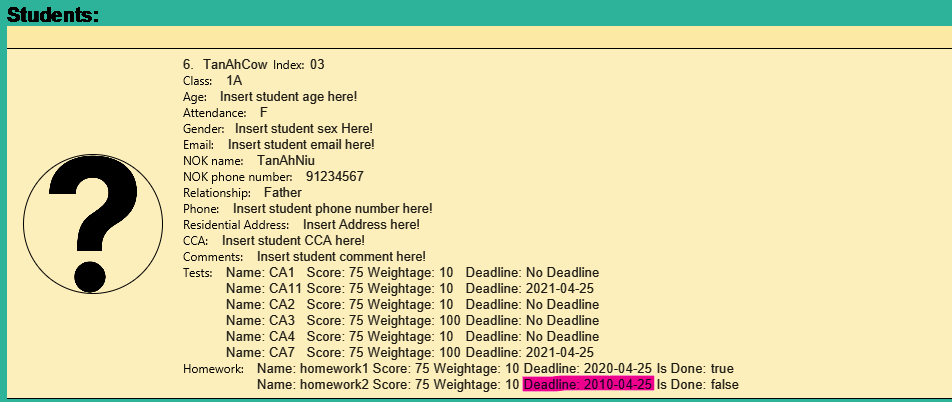 Students:
6. TanAhCow Index: 03
Class: 1A
Age: Insert student age here!
Attendance: F
Gender: Insert student sex Here!
Email: Insert student email here!
NOK name: TanAhNiu
NOK phone number: 91234567
Relationship: Father
Phone: Insert student phone number here!
Residential Address: Insert Address here!
CCA: Insert student CCA here!
Comments: Insert student comment here!
Tests: Name: CA1 Score: 75 Weightage: 10 Deadline: No Deadline
Name: CA11 Score: 75 Weightage: 10 Deadline: 2021-04-25
Name: CA2 Score: 75 Weightage: 10 Deadline: No Deadline
Name: CA3 Score: 75 Weightage: 100 Deadline: No Deadline
Name: CA4 Score: 75 Weightage: 10 Deadline: No Deadline
Name: CA7 Score: 75 Weightage: 100 Deadline: 2021-04-25
Homework: Name: homework1 Score: 75 Weightage: 10 Deadline: 2020-04-25 Is Done: true
Name: homework2 Score: 75 Weightage: 10 Deadline: 2010-04-25 Is Done: false